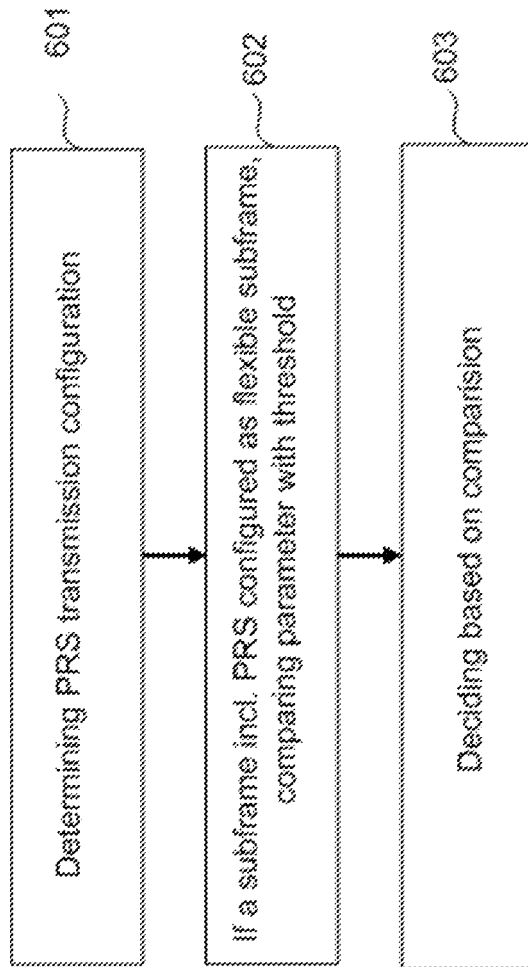 Determining PRS transmission configuration
601
If a subframe incl. PRS configured as flexible subframe,
comparing parameter with threshold
602
Deciding based on comparision
603